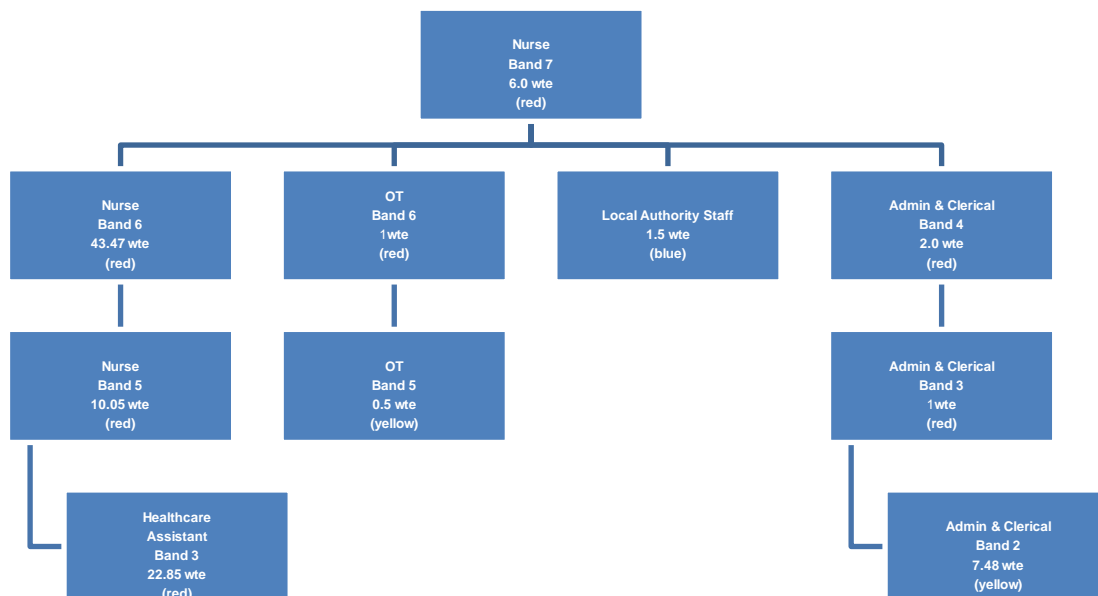 Nurse
Band 7
6.0 wte
(red)
Nurse
Band 6
43.47 wte
(red)
OT
Band 6
1wte
(red)
Local Authority Staff
1.5 wte
(blue)
Admin & Clerical
Band 4
2.0 wte
(red)
Nurse
Band 5
10.05 wte
(red)
OT
Band 5
0.5 wte
(yellow)
Admin & Clerical
Band 3
1wte
(red)
Healthcare
Assistant
Band 3
22.85 wte
(red)
Admin & Clerical
Band 2
7.48 wte
(yellow)